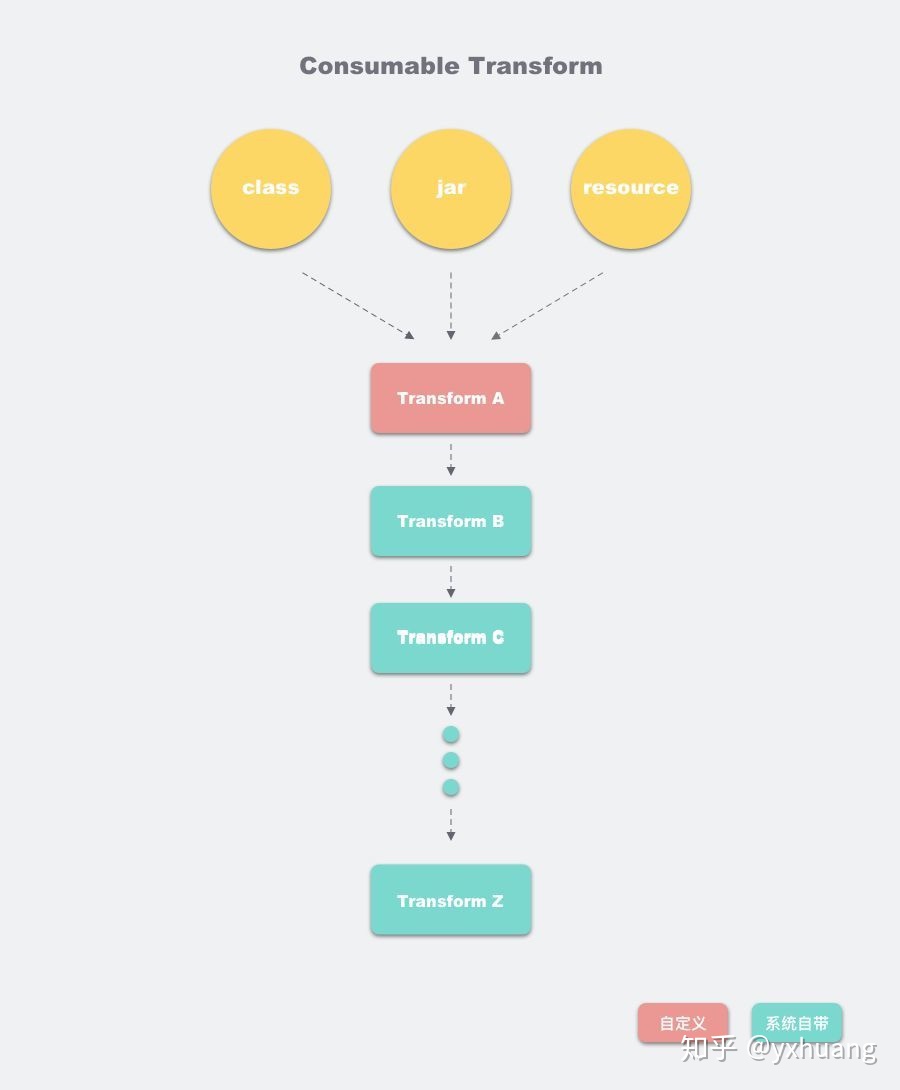 Consumable Transform
class
jar
resource
Transform A
Transform B
Transform C
Transform Z
自定义
系统自带
知乎 @yxhuang